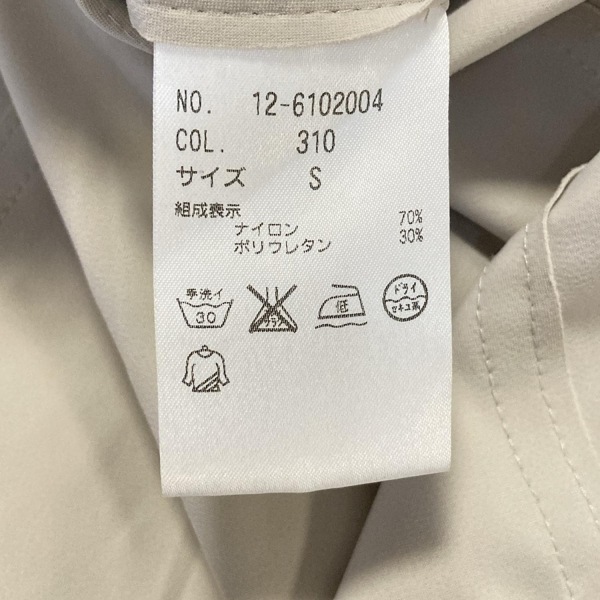 NO. 12-6102004
COL. 310
サイズ S
組成表示
ナイロン 70%
ポリウレタン 30%
手洗イ
30
低
ドライ
セキユ系